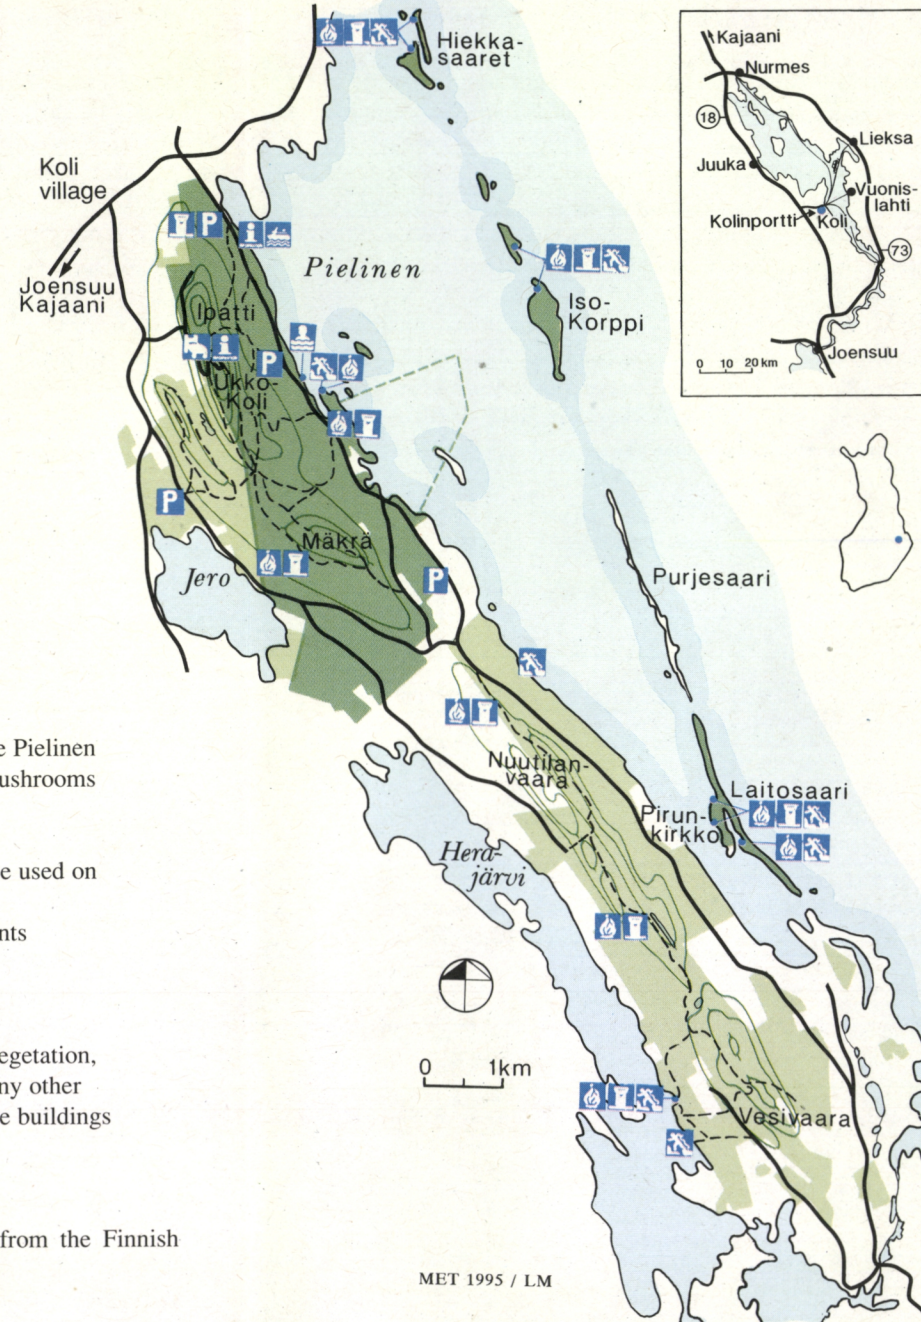 Hiekka-
saaret
Koli
village
Joensuu
Kajaani
P
i
Pielinen
Iso-
Korppi
Ipatti
i
P
Ukko-
Koli
P
Mäkrä
Jero
P
Purjesaari
Nuutilan-
vaara
Laitosaari
Pirun-
kirkko
Hera-
järvi
0 1km
Vesivaara
MET 1995 / LM
Kajaani
Nurmes
18
Lieksa
Juuka
Vuonis-
lahti
Kolinportti
Koli
73
Joensuu
0 10 20 km
e Pielinen
ushrooms
e used on
nts
egetation,
ny other
e buildings
from the Finnish